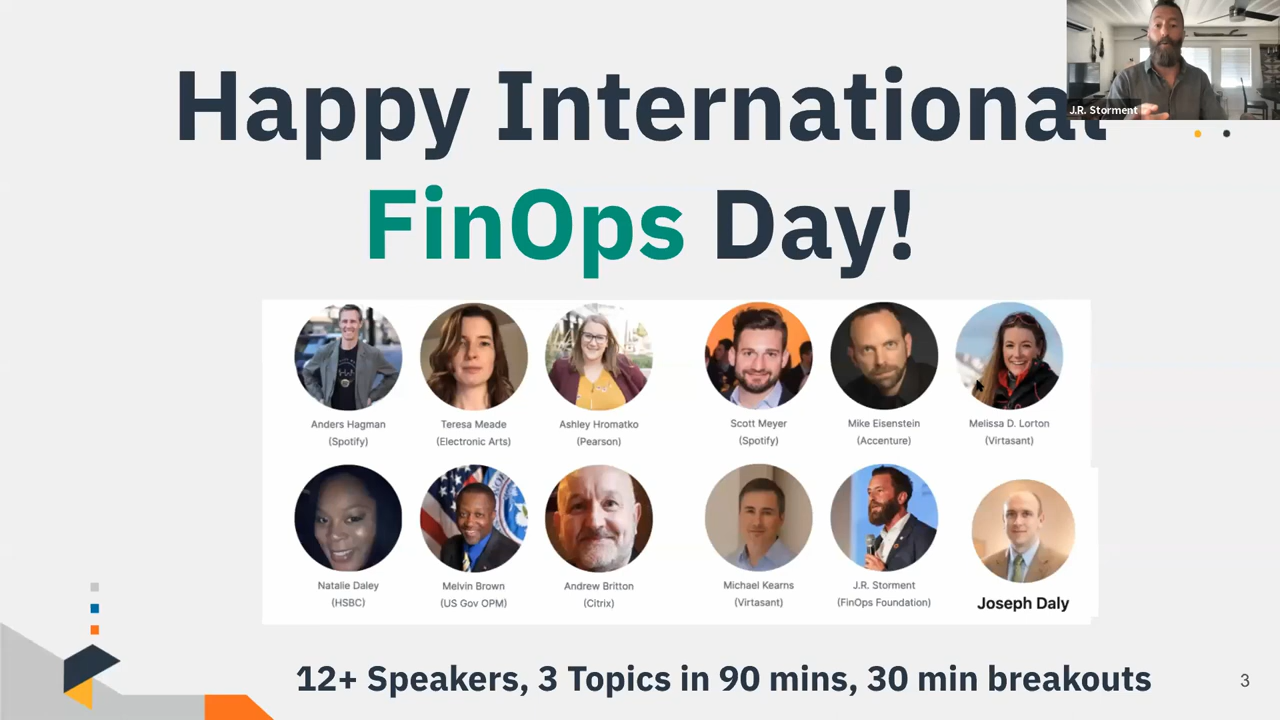 Happy International
J.R. Storment
FinOps Day!
Anders Hagman
(Spotify)
Teresa Meade
(Electronic Arts)
Ashley Hromatko
(Pearson)
Scott Meyer
(Spotify)
Mike Eisenstein
(Accenture)
Melissa D. Lorton
(Virtasant)
Natalie Daley
(HSBC)
Melvin Brown
(US Gov OPM)
Andrew Britton
(Citrix)
Michael Kearns
(Virtasant)
J.R. Storment
(FinOps Foundation)
Joseph Daly
12+ Speakers, 3 Topics in 90 mins, 30 min breakouts
3